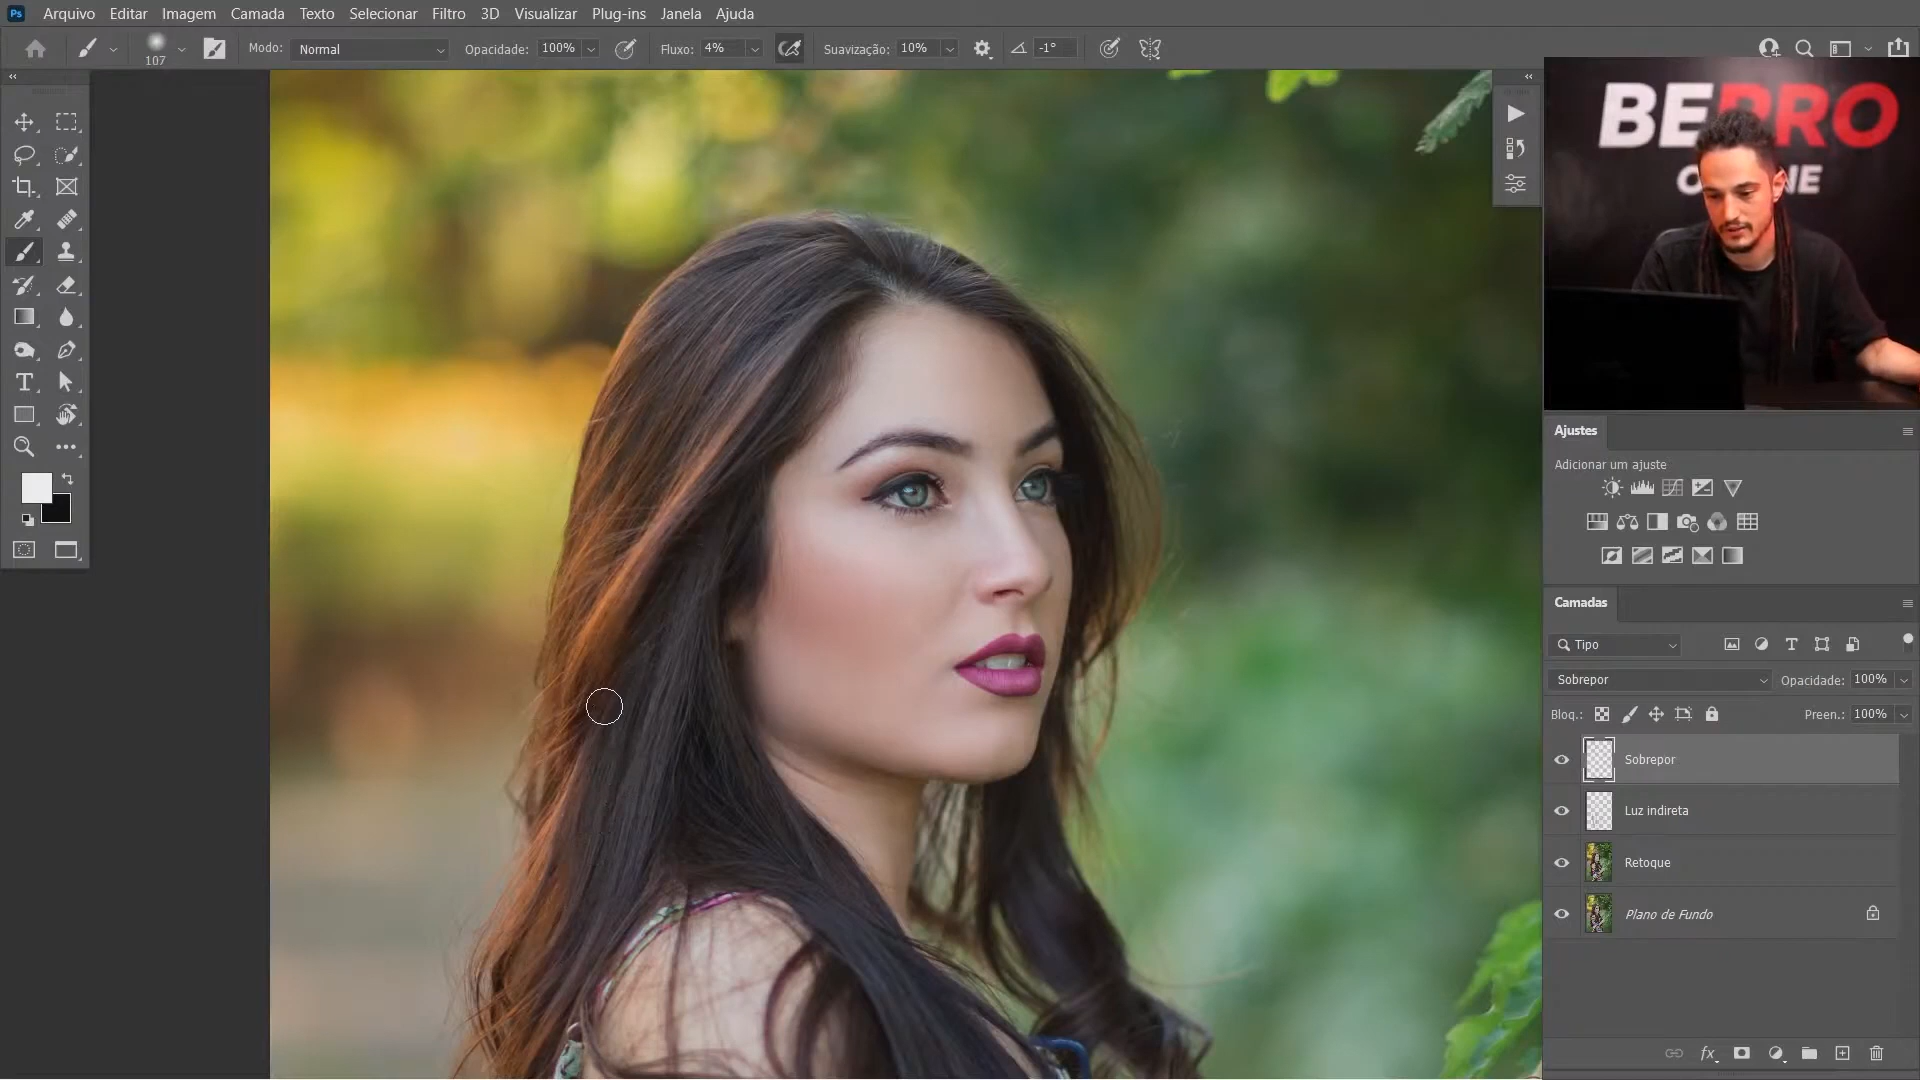 Ps Arquivo Editar Imagem Camada Texto Selecionar Filtro 3D Visualizar Plug-ins Janela Ajuda
107 Modo: Normal Opacidade: 100% Fluxo: 4% Suavização: 10% -1°
BEPRO
Ajustes
Adicionar um ajuste
Camadas
Tipo
Sobrepor Opacidade: 100%
Bloq.: Preen.: 100%
Sobrepor
Luz indireta
Retoque
Plano de Fundo
fx